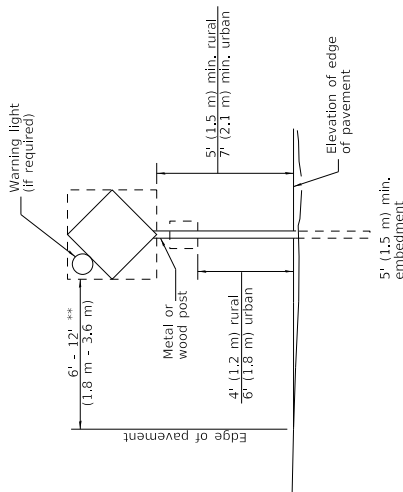 Warning light
(if required)
6' - 12' **
(1.8 m - 3.6 m)
5' (1.5 m) min. rural
7' (2.1 m) min. urban
Metal or
wood post
4' (1.2 m) rural
6' (1.8 m) urban
Edge of pavement
Elevation of edge
of pavement
5' (1.5 m) min.
embedment